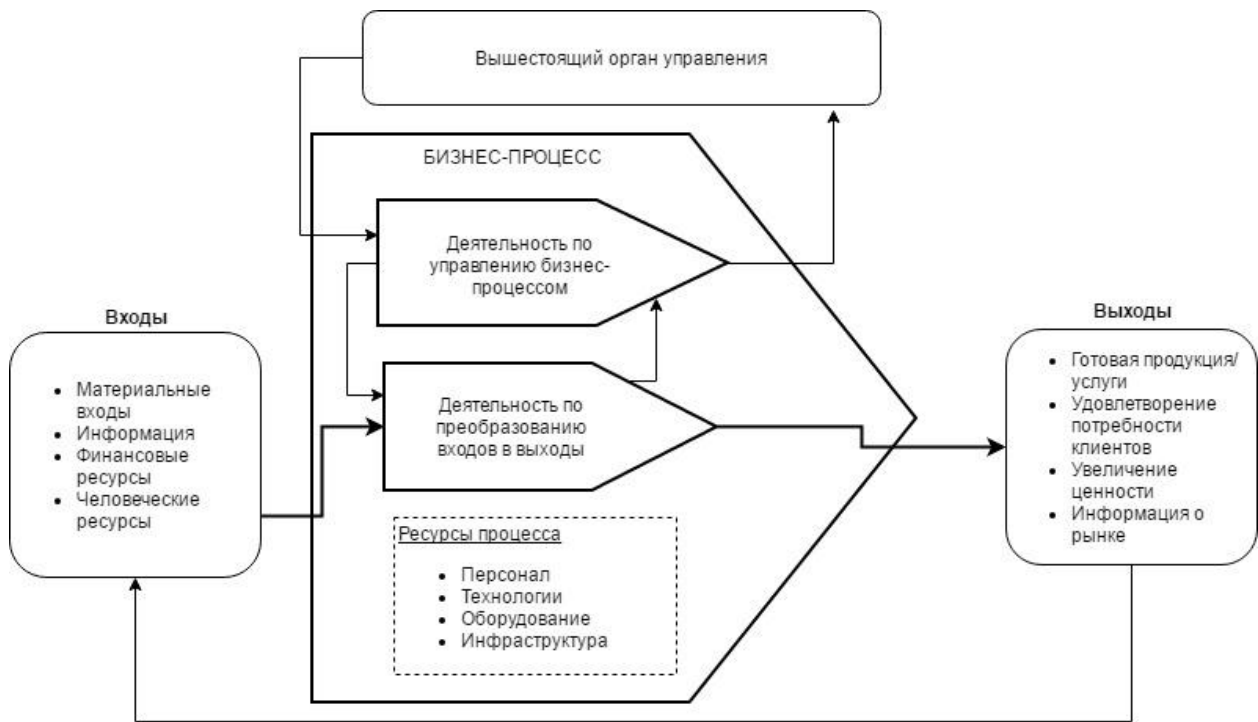 Вышестоящий орган управления
БИЗНЕС-ПРОЦЕСС
Деятельность по
управлению бизнес-
процессом
Входы
• Материальные
входы
• Информация
• Финансовые
ресурсы
• Человеческие
ресурсы
Деятельность по
преобразованию
входов в выходы
Ресурсы процесса
• Персонал
• Технологии
• Оборудование
• Инфраструктура
Выходы
• Готовая продукция/
услуги
• Удовлетворение
потребности
клиентов
• Увеличение
ценности
• Информация о
рынке